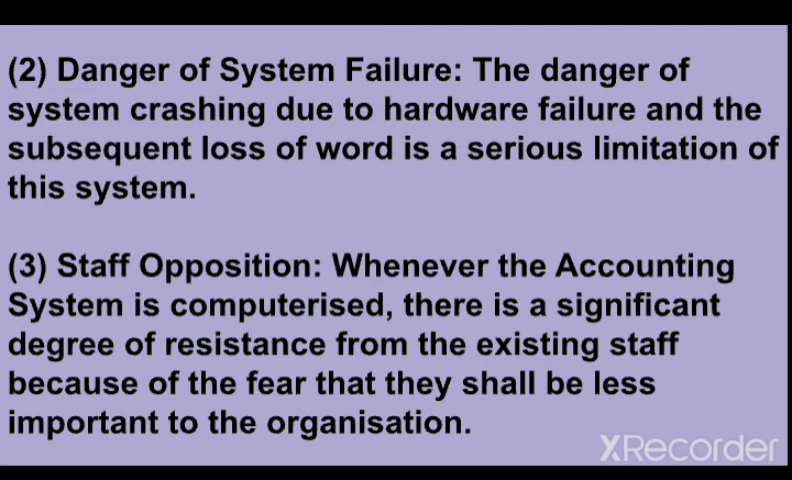 (2) Danger of System Failure: The danger of
system crashing due to hardware failure and the
subsequent loss of word is a serious limitation of
this system.
(3) Staff Opposition: Whenever the Accounting
System is computerised, there is a significant
degree of resistance from the existing staff
because of the fear that they shall be less
important to the organisation.
XRecorder